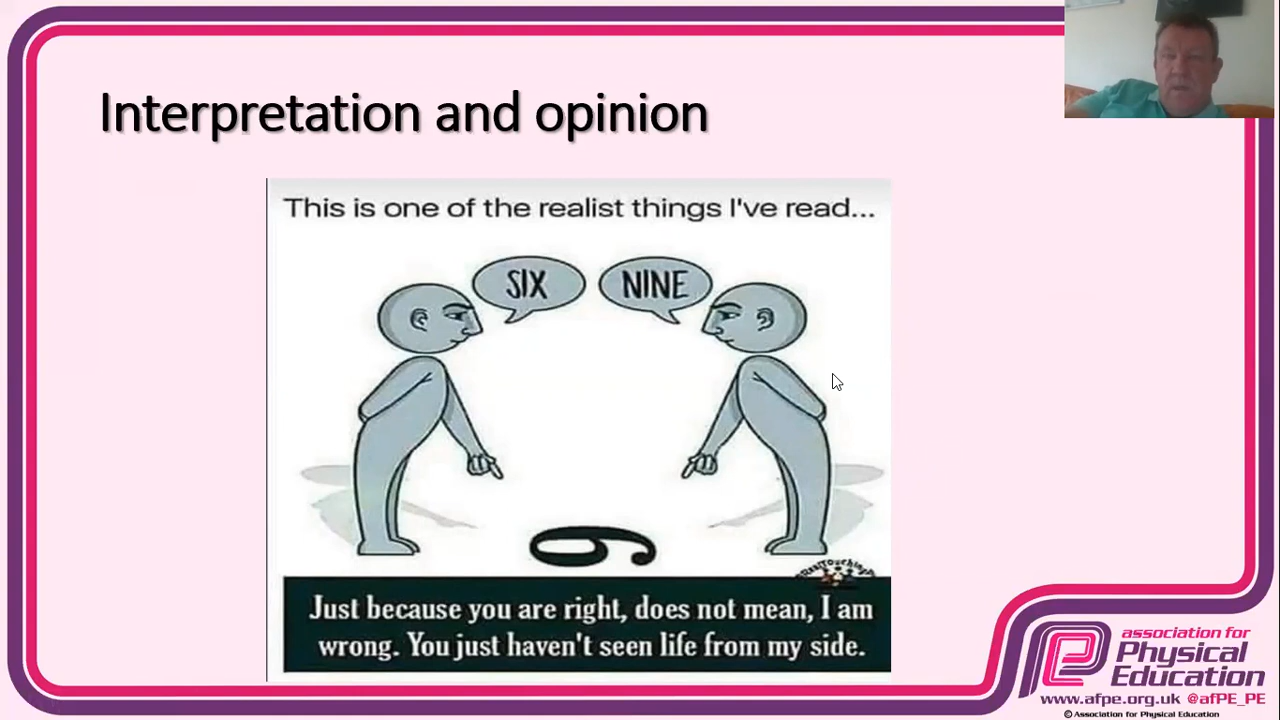 Interpretation and opinion
This is one of the realist things I've read...
SIX
NINE
6
Just because you are right, does not mean, I am
wrong. You just haven't seen life from my side.
association for
Physical
Education
www.afpe.org.uk @afPE_PE
© Association for Physical Education